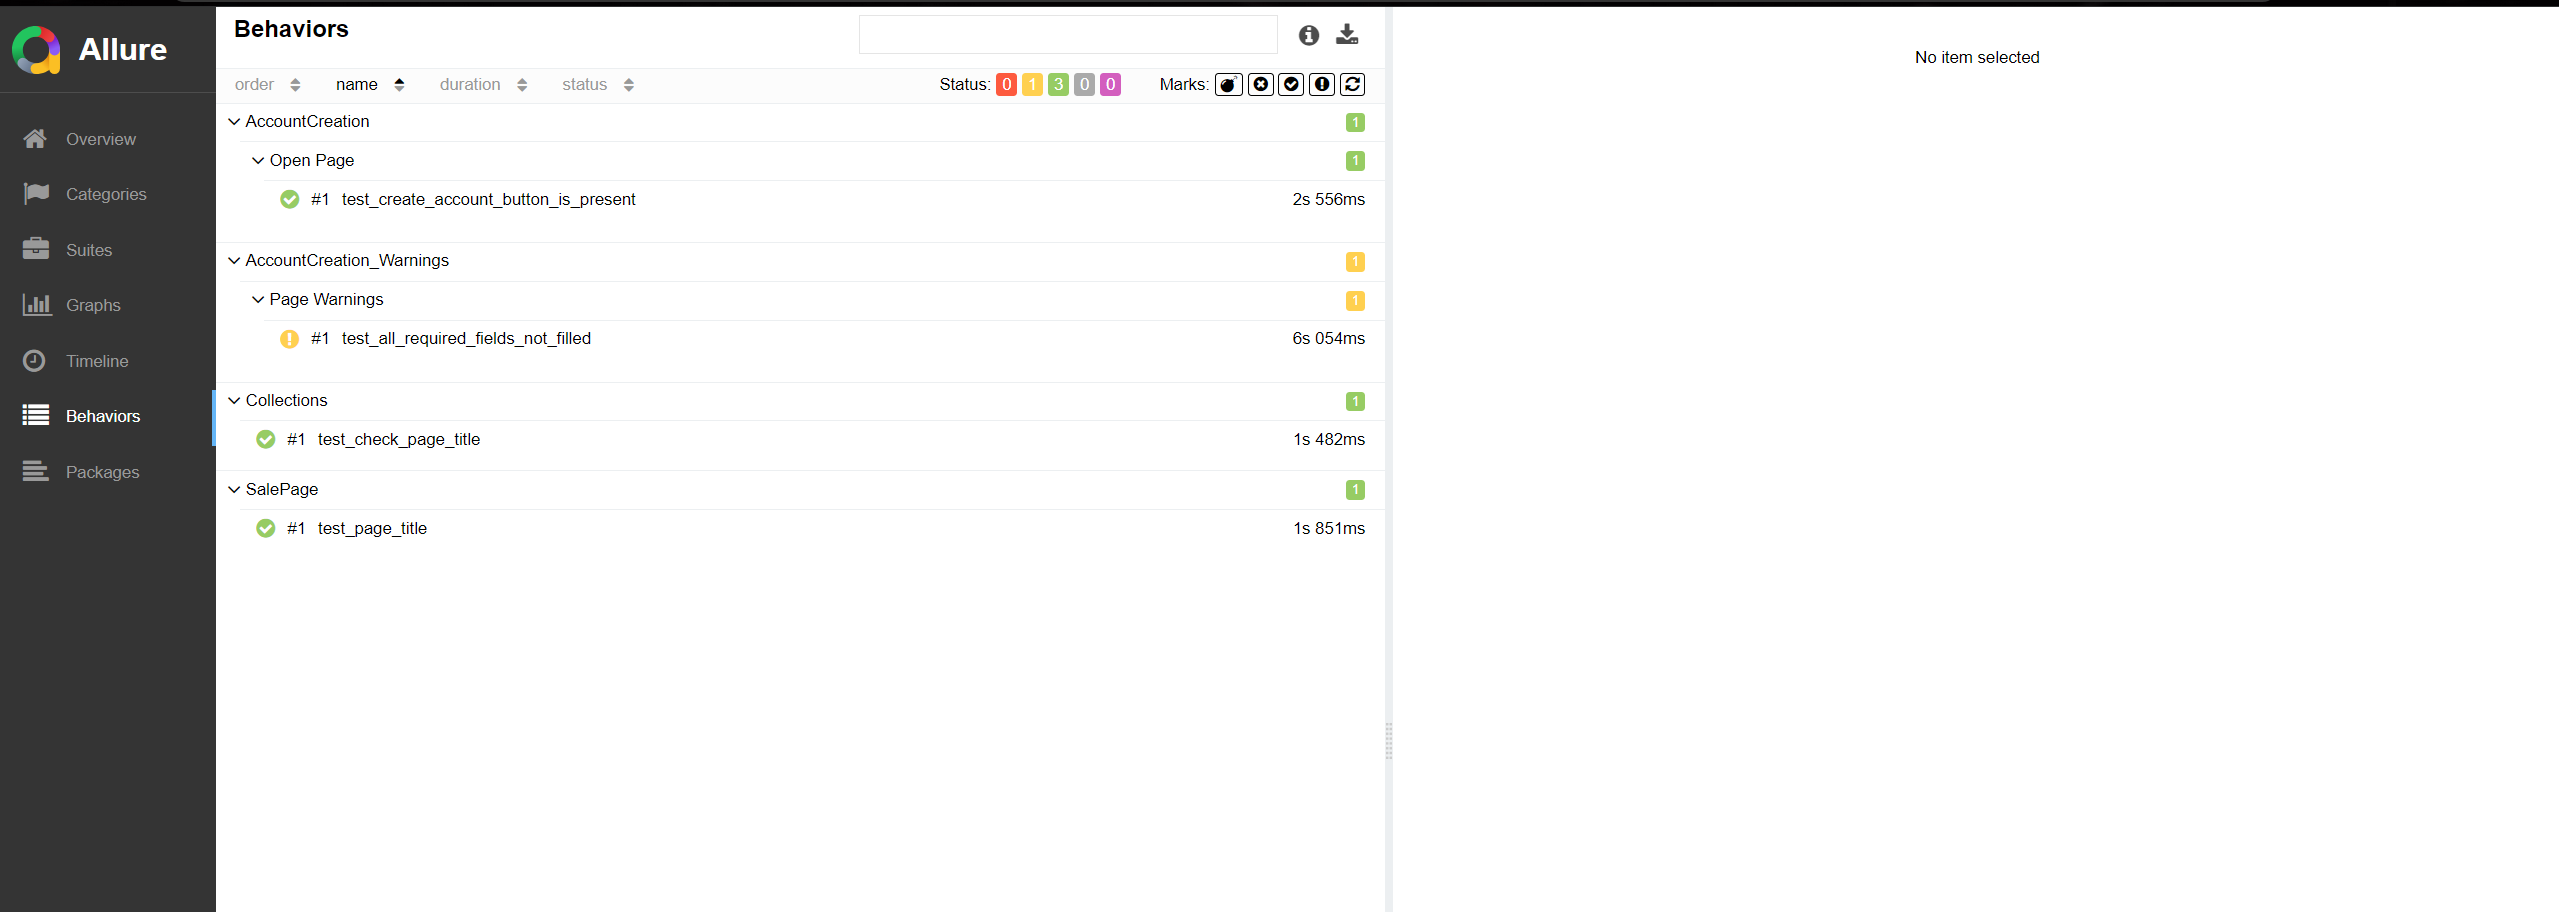 Allure
Overview
Categories
Suites
Graphs
Timeline
Behaviors
Packages
Behaviors
order name duration status Status: 0 1 3 0 0 Marks:
AccountCreation 1
Open Page 1
#1 test_create_account_button_is_present 2s 556ms
AccountCreation_Warnings 1
Page Warnings 1
#1 test_all_required_fields_not_filled 6s 054ms
Collections 1
#1 test_check_page_title 1s 482ms
SalePage 1
#1 test_page_title 1s 851ms
No item selected